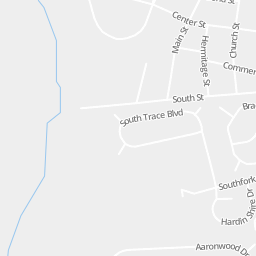 Center St
Main St
Hermitage St
Church St
Comme
South St
Bra
South Trace Blvd
Southfork
Hardin Shire Dr
Aaronwood Dr